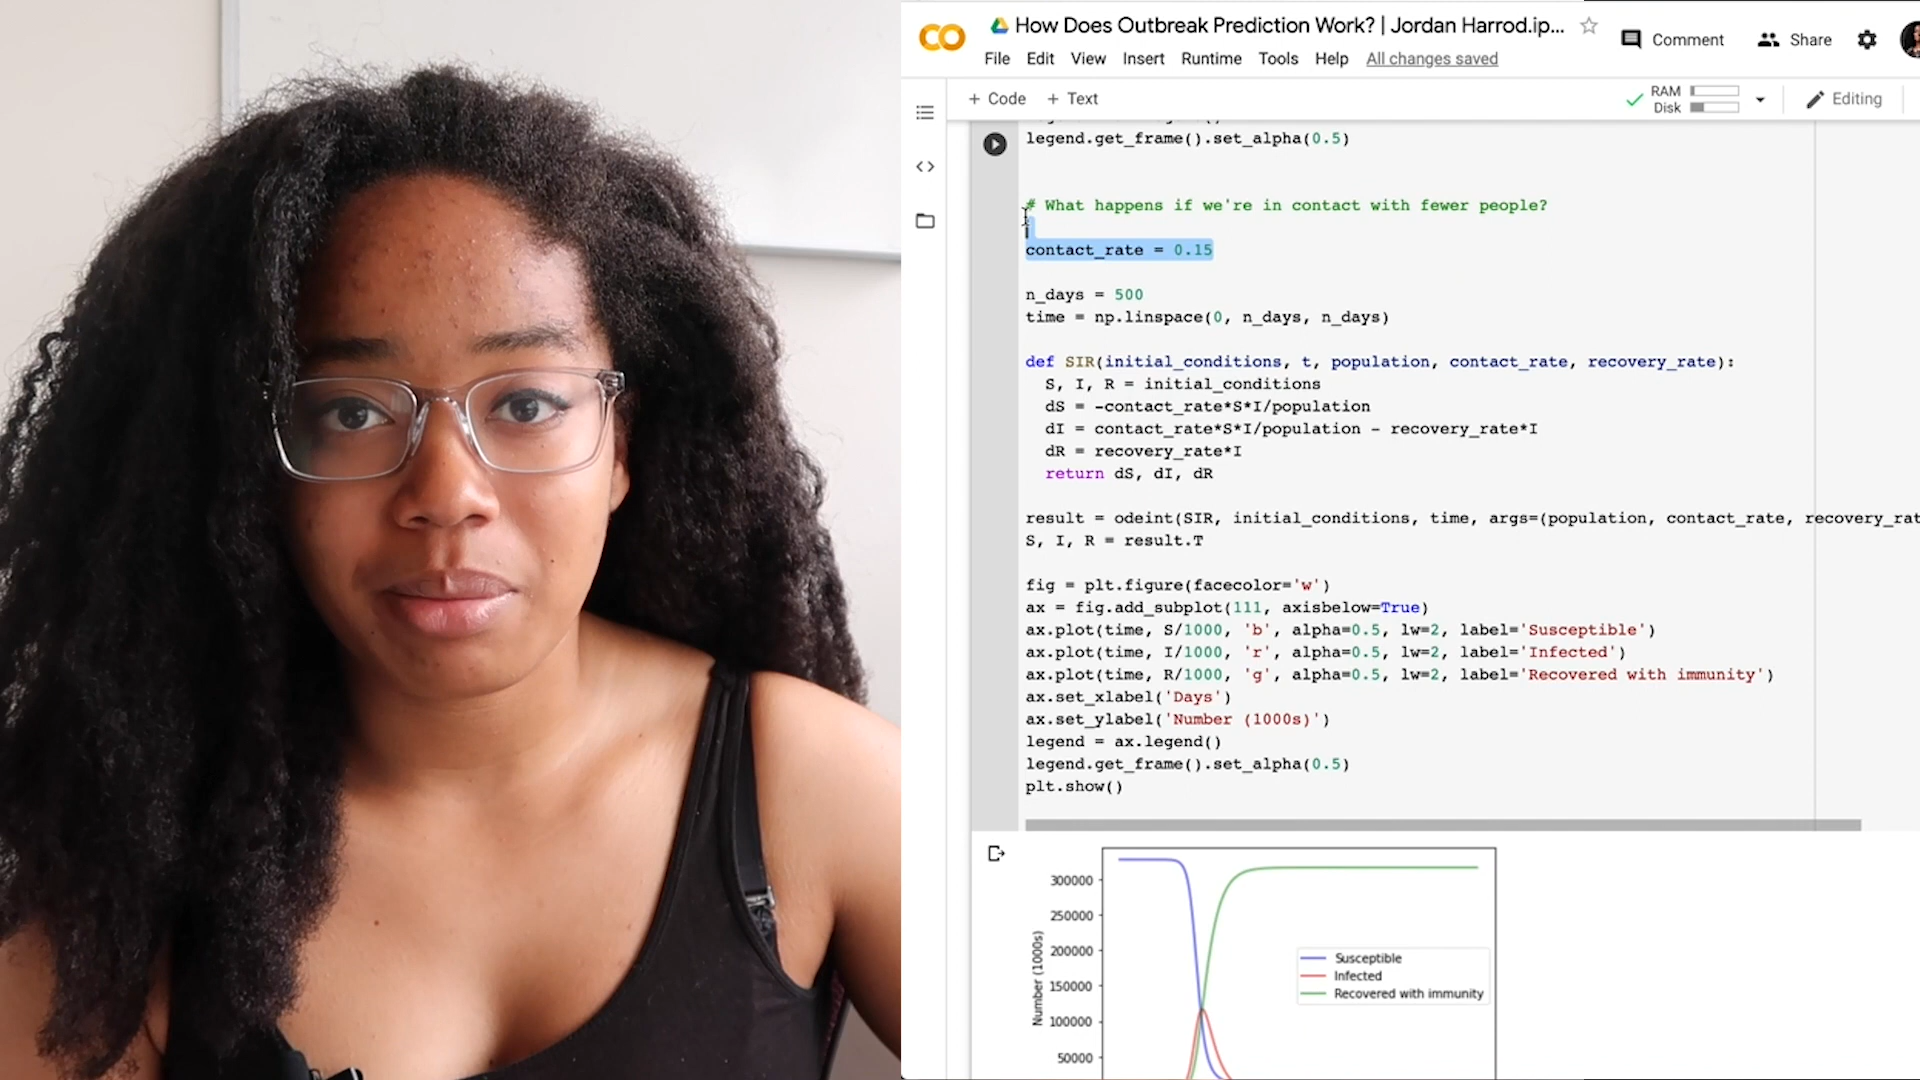 How Does Outbreak Prediction Work? | Jordan Harrod.ip...
Comment
Share
File Edit View Insert Runtime Tools Help All changes saved
+ Code + Text
RAM
Disk
Editing
legend.get_frame().set_alpha(0.5)
# What happens if we're in contact with fewer people?
contact_rate = 0.15
n_days = 500
time = np.linspace(0, n_days, n_days)
def SIR(initial_conditions, t, population, contact_rate, recovery_rate):
S, I, R = initial_conditions
dS = -contact_rate*S*I/population
dI = contact_rate*S*I/population - recovery_rate*I
dR = recovery_rate*I
return dS, dI, dR
result = odeint(SIR, initial_conditions, time, args=(population, contact_rate, recovery_rat
S, I, R = result.T
fig = plt.figure(facecolor='w')
ax = fig.add_subplot(111, axisbelow=True)
ax.plot(time, S/1000, 'b', alpha=0.5, lw=2, label='Susceptible')
ax.plot(time, I/1000, 'r', alpha=0.5, lw=2, label='Infected')
ax.plot(time, R/1000, 'g', alpha=0.5, lw=2, label='Recovered with immunity')
ax.set_xlabel('Days')
ax.set_ylabel('Number (1000s)')
legend = ax.legend()
legend.get_frame().set_alpha(0.5)
plt.show()
300000
250000
200000
150000
100000
50000
Number (1000s)
Susceptible
Infected
Recovered with immunity